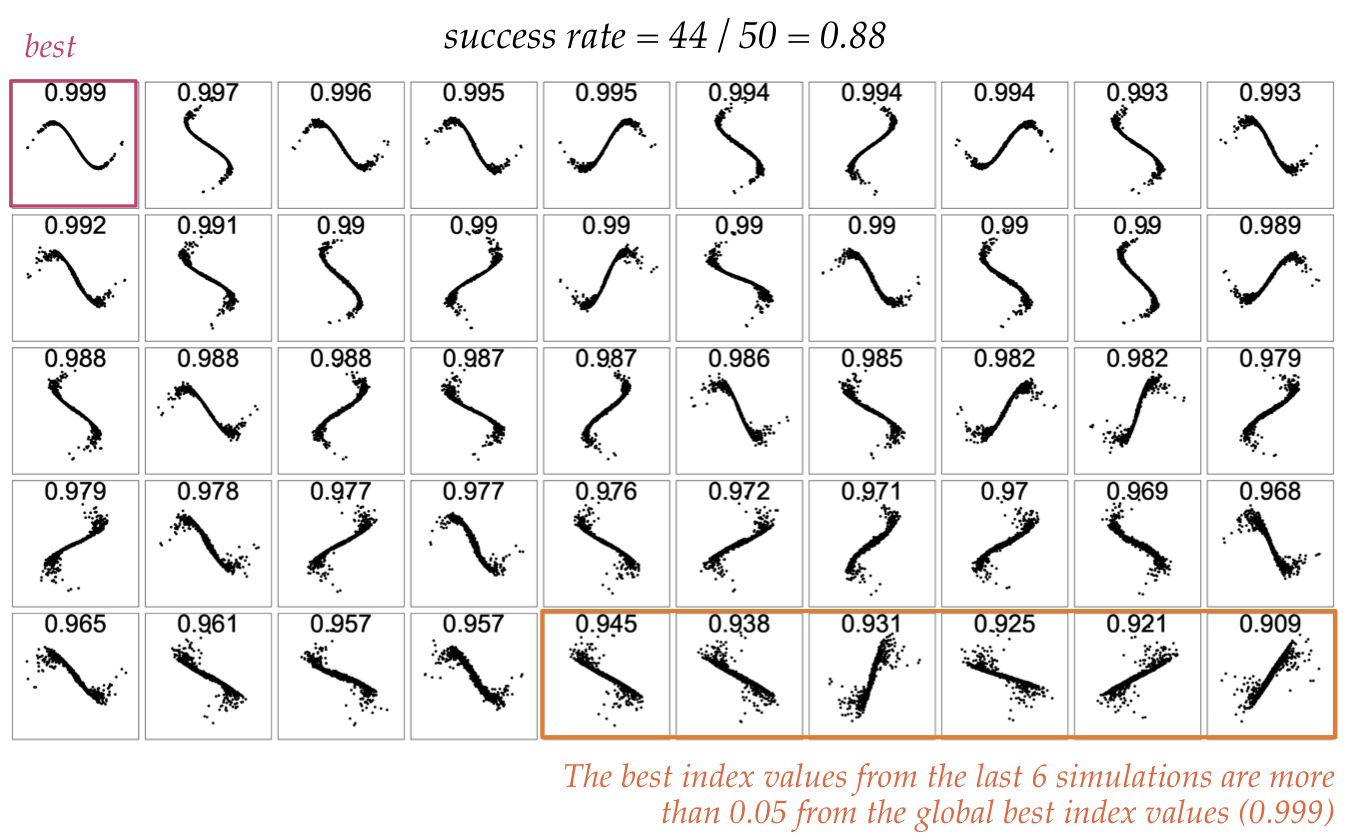 success rate = 44 / 50 = 0.88
best
0.999 0.997 0.996 0.995 0.995 0.994 0.994 0.994 0.993 0.993
0.992 0.991 0.99 0.99 0.99 0.99 0.99 0.99 0.99 0.989
0.988 0.988 0.988 0.987 0.987 0.986 0.985 0.982 0.982 0.979
0.979 0.978 0.977 0.977 0.976 0.972 0.971 0.97 0.969 0.968
0.965 0.961 0.957 0.957 0.945 0.938 0.931 0.925 0.921 0.909
The best index values from the last 6 simulations are more
than 0.05 from the global best index values (0.999)